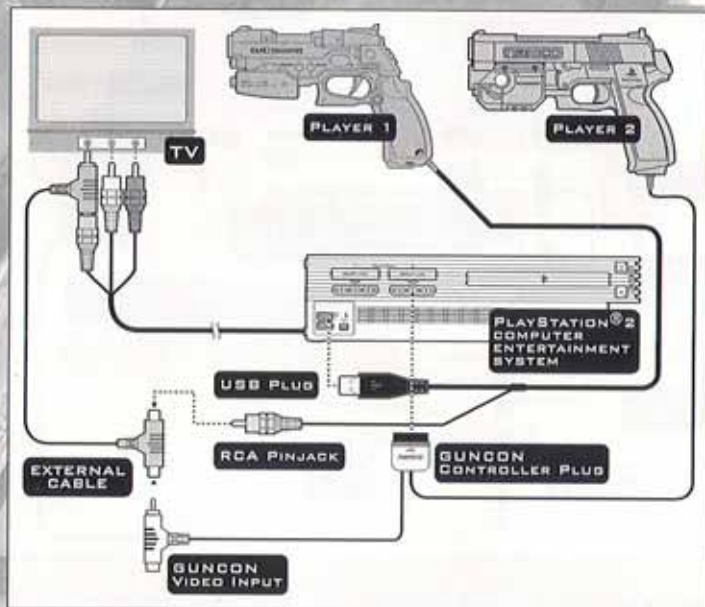 TV
PLAYER 1
PLAYER 2
PLAYSTATION®2
COMPUTER
ENTERTAINMENT
SYSTEM
USB PLUG
RCA PINJACK
EXTERNAL
CABLE
GUNCON
CONTROLLER PLUG
GUNCON
VIDEO INPUT